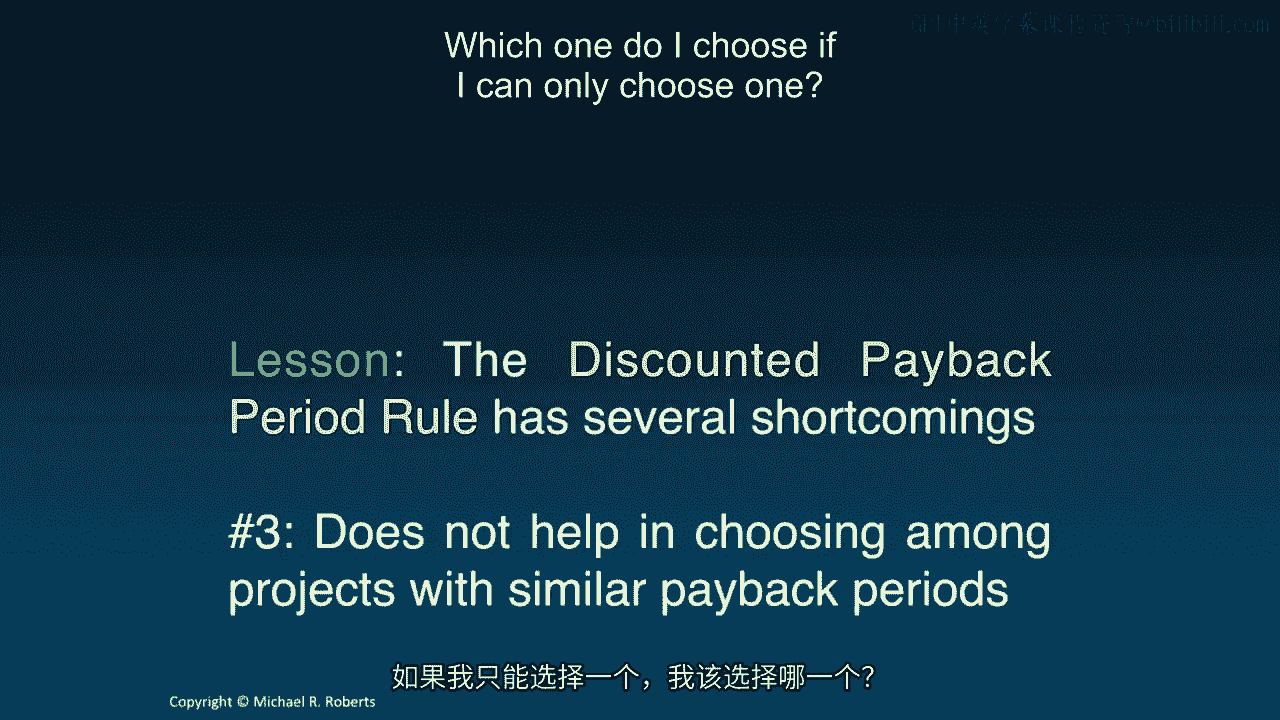 Which one do I choose if
I can only choose one?
Lesson: The Discounted Payback
Period Rule has several shortcomings
#3: Does not help in choosing among
projects with similar payback periods
如果我只能选择一个，我该选择哪一个？
Copyright © Michael R. Roberts